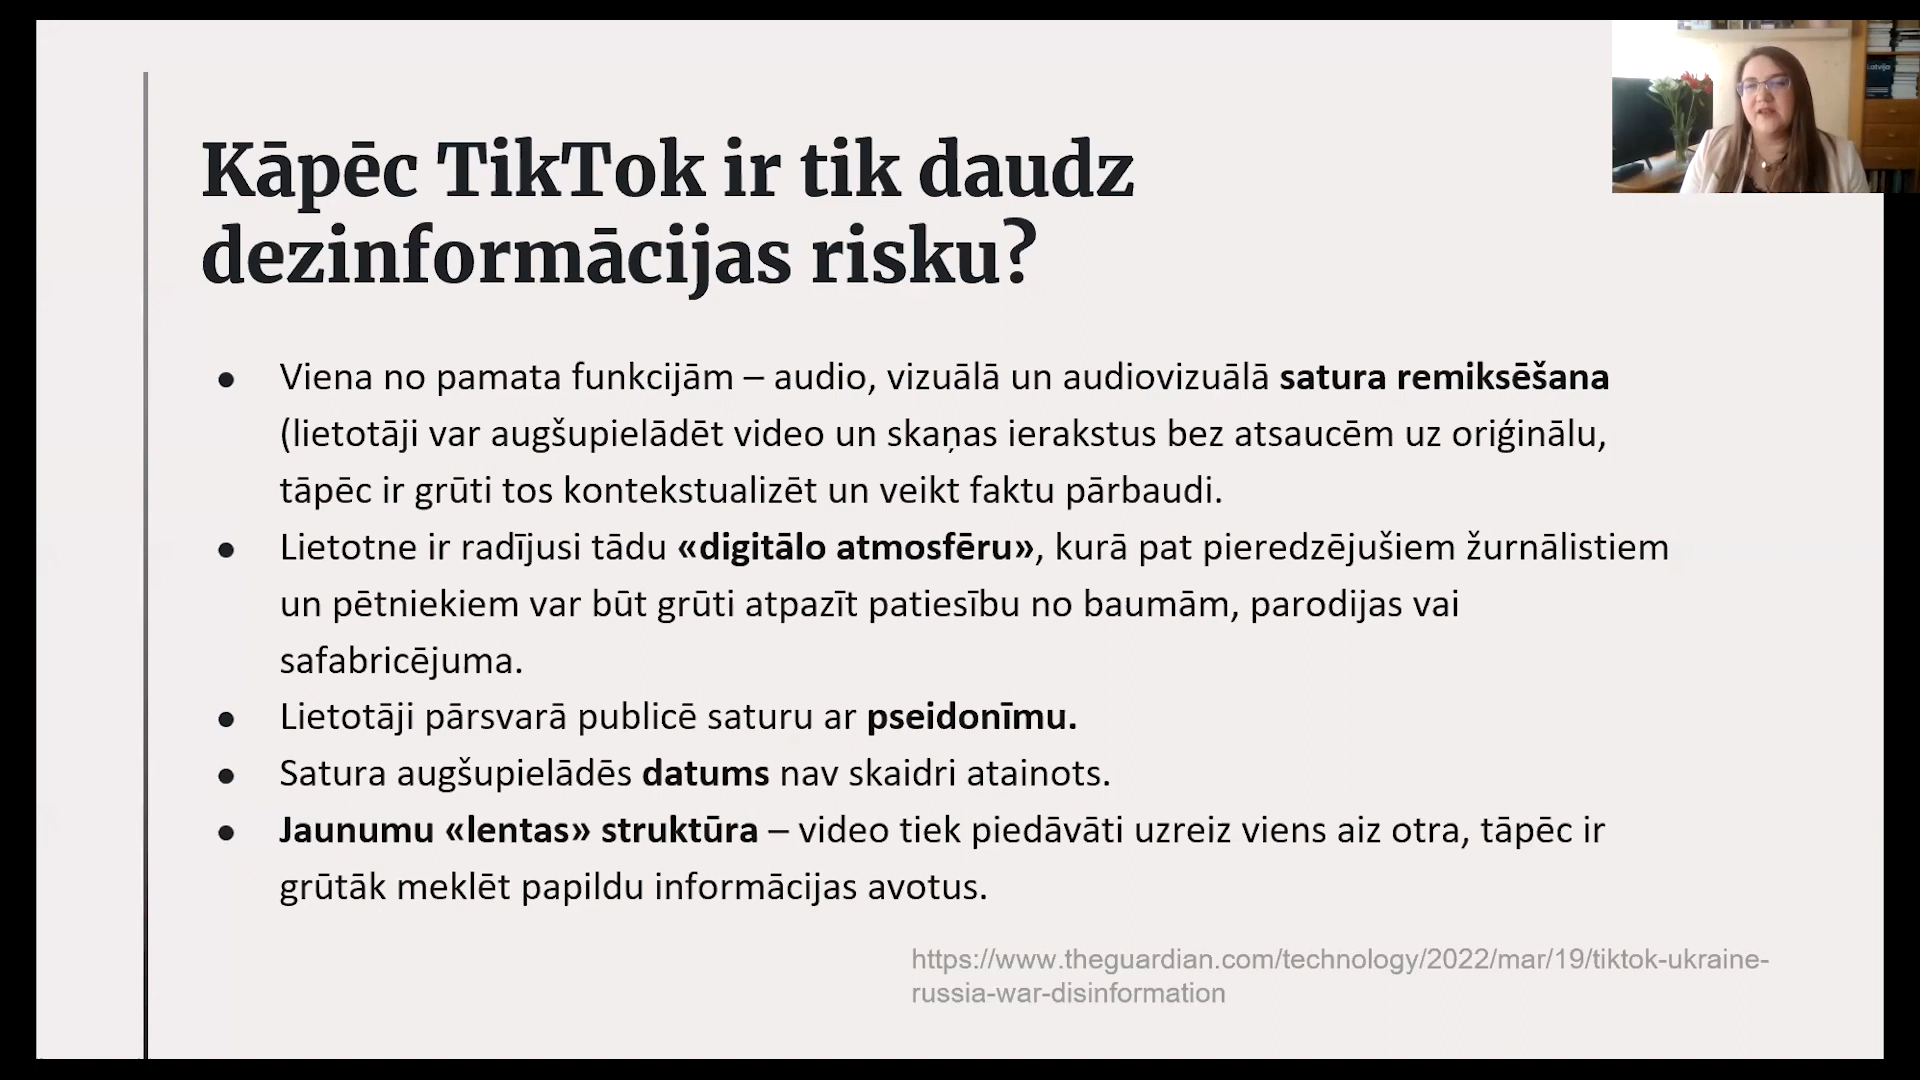 Kāpēc TikTok ir tik daudz
dezinformācijas risku?
● Viena no pamata funkcijām – audio, vizuālā un audiovizuālā satura remiksēšana
(lietotāji var augšupielādēt video un skaņas ierakstus bez atsaucēm uz oriģinālu,
tāpēc ir grūti tos kontekstualizēt un veikt faktu pārbaudi.
● Lietotne ir radījusi tādu «digitālo atmosfēru», kurā pat pieredzējušiem žurnālistiem
un pētniekiem var būt grūti atpazīt patiesību no baumām, parodijas vai
safabricējuma.
● Lietotāji pārsvarā publicē saturu ar pseidonīmu.
● Satura augšupielādēs datums nav skaidri atainots.
● Jaunumu «lentas» struktūra – video tiek piedāvāti uzreiz viens aiz otra, tāpēc ir
grūtāk meklēt papildu informācijas avotus.
https://www.theguardian.com/technology/2022/mar/19/tiktok-ukraine-
russia-war-disinformation
Latvija